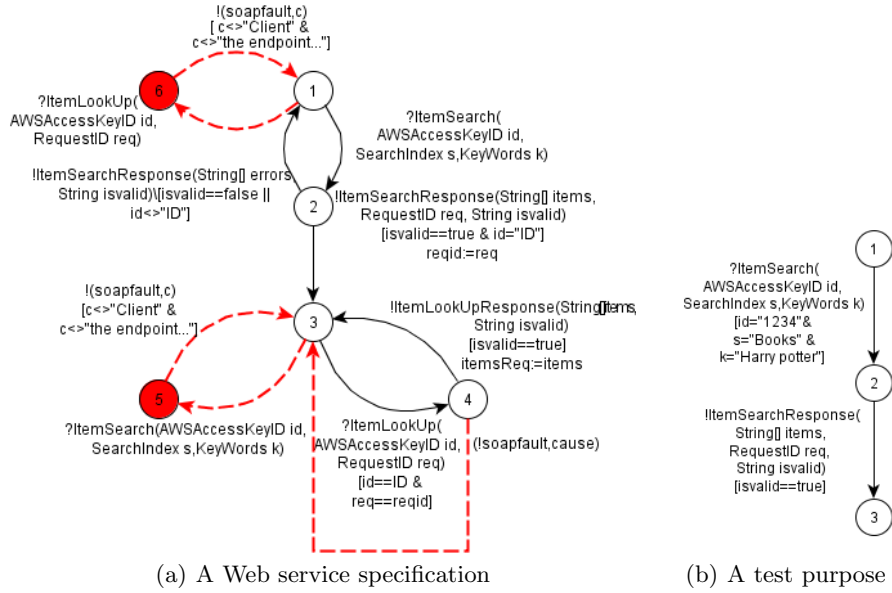 !(soapfault,c)
[ c<>"Client" &
c<>"the endpoint..."]
6
1
?ItemLookUp(
AWSAccessKeyID id,
RequestID req)
?ItemSearch(
AWSAccessKeyID id,
SearchIndex s,KeyWords k)
!ItemSearchResponse(String[] errors
String isvalid)\[isvalid==false ||
id<>"ID"]
2
!ItemSearchResponse(String[] items,
RequestID req, String isvalid)
[isvalid==true & id="ID"]
reqid:=req
!(soapfault,c)
[c<>"Client" &
c<>"the endpoint..."]
3
!ItemLookUpResponse(String[]items,
String isvalid)
[isvalid==true]
itemsReq:=items
5
4
?ItemSearch(AWSAccessKeyID id,
SearchIndex s,KeyWords k)
?ItemLookUp(
AWSAccessKeyID id,
RequestID req)
[id==ID &
req==reqid]
(!soapfault,cause)
(a) A Web service specification
1
?ItemSearch(
AWSAccessKeyID id,
SearchIndex s,KeyWords k)
[id="1234"&
s="Books" &
k="Harry potter"]
2
!ItemSearchResponse(
String[] items,
RequestID req,
String isvalid)
[isvalid==true]
3
(b) A test purpose